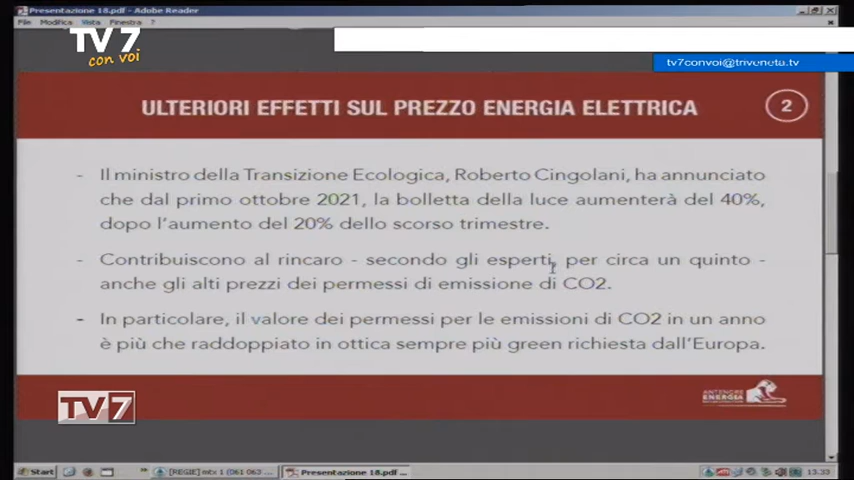 Presentazione 18.pdf - Adobe Reader
File Modifica Vista Finestra ?
TV7
con voi
tv7convoi@triveneta.tv
ULTERIORI EFFETTI SUL PREZZO ENERGIA ELETTRICA
2
- Il ministro della Transizione Ecologica, Roberto Cingolani, ha annunciato
che dal primo ottobre 2021, la bolletta della luce aumenterà del 40%,
dopo l'aumento del 20% dello scorso trimestre.
- Contribuiscono al rincaro - secondo gli esperti, per circa un quinto -
anche gli alti prezzi dei permessi di emissione di CO2.
- In particolare, il valore dei permessi per le emissioni di CO2 in un anno
è più che raddoppiato in ottica sempre più green richiesta dall'Europa.
TV7
ANTENORE
ENERGIA
Start
[REGIE] mtx 1 (061 063 ...
Presentazione 18.pdf...
13.33